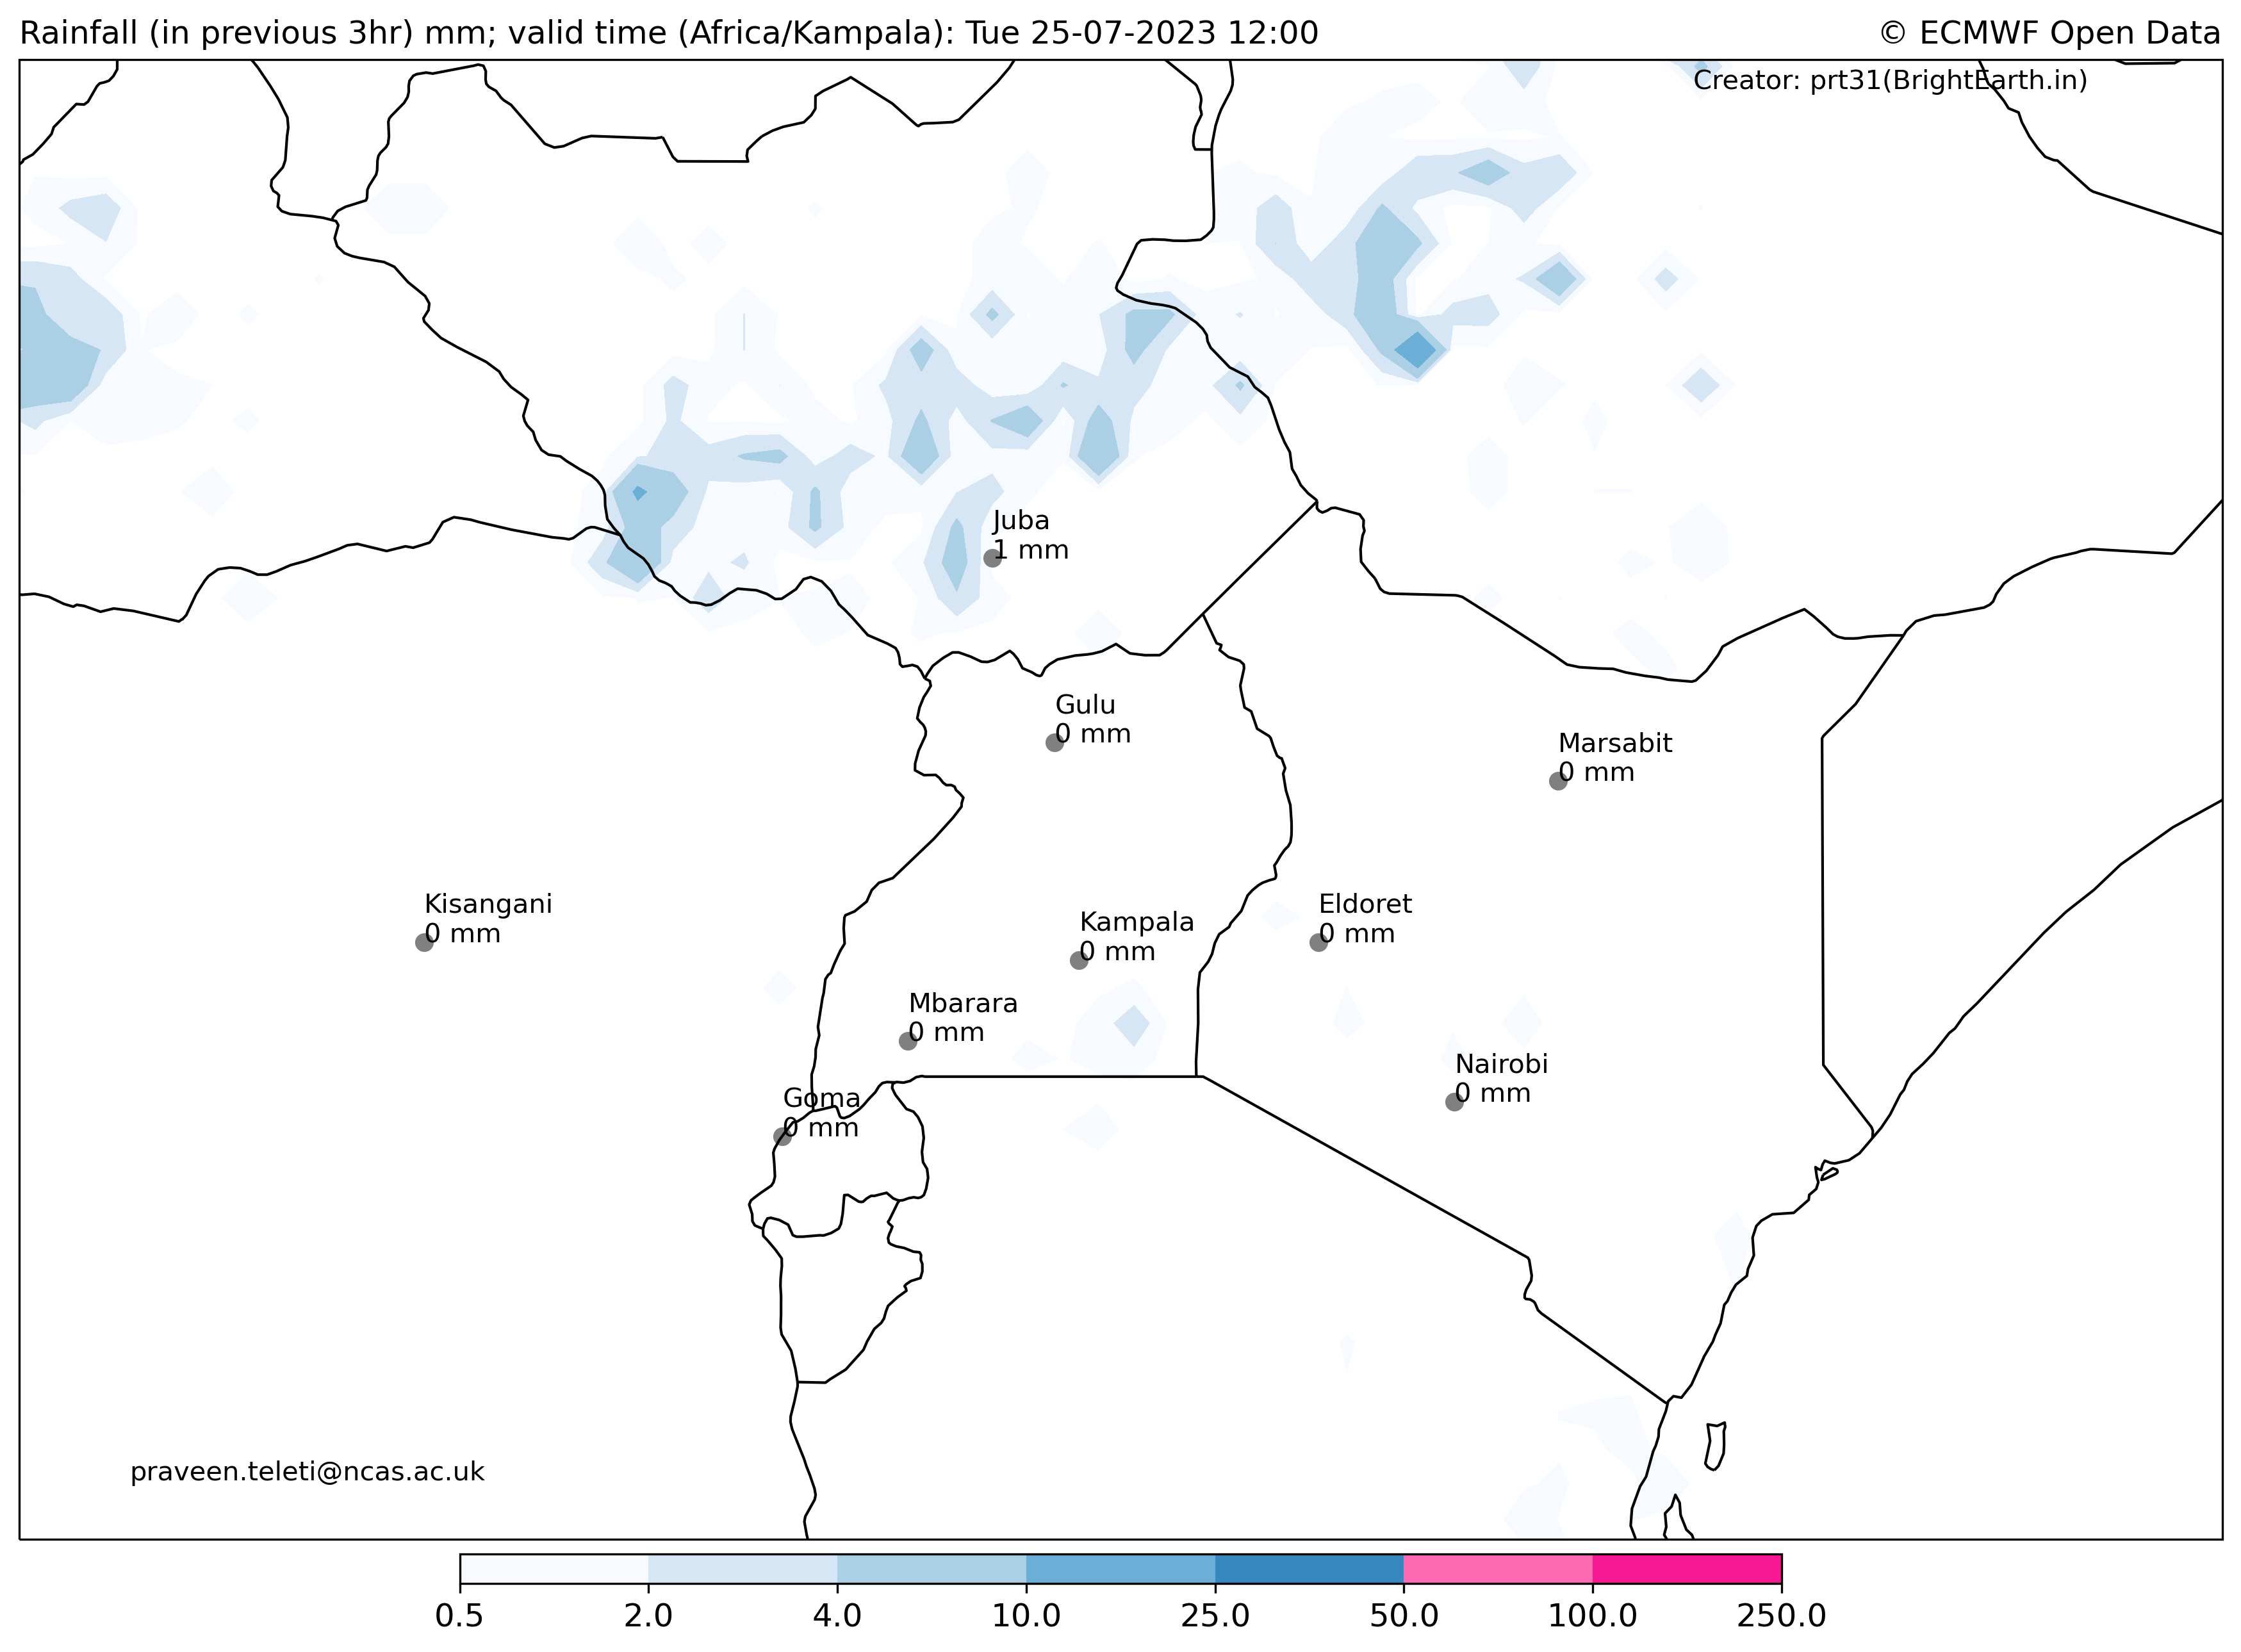 Rainfall (in previous 3hr) mm; valid time (Africa/Kampala): Tue 25-07-2023 12:00
© ECMWF Open Data
Creator: prt31(BrightEarth.in)
Juba
1 mm
Gulu
0 mm
Marsabit
0 mm
Kisangani
0 mm
Eldoret
0 mm
Kampala
0 mm
Mbarara
0 mm
Nairobi
0 mm
Goma
0 mm
praveen.teleti@ncas.ac.uk
0.5 2.0 4.0 10.0 25.0 50.0 100.0 250.0